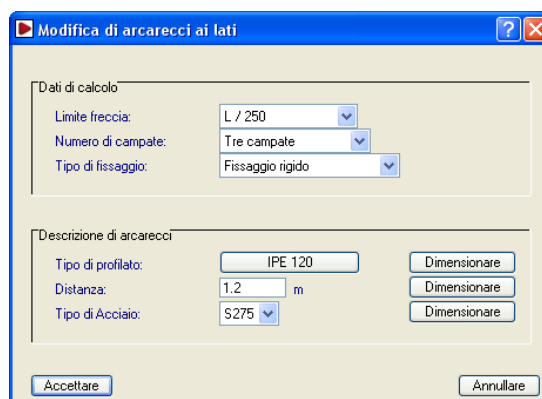 Modifica di arcarecci ai lati
Dati di calcolo
Limite freccia: L / 250
Numero di campate: Tre campate
Tipo di fissaggio: Fissaggio rigido
Descrizione di arcarecci
Tipo di profilato: IPE 120 Dimensionare
Distanza: 1.2 m Dimensionare
Tipo di Acciaio: S275 Dimensionare
Accettare Annullare